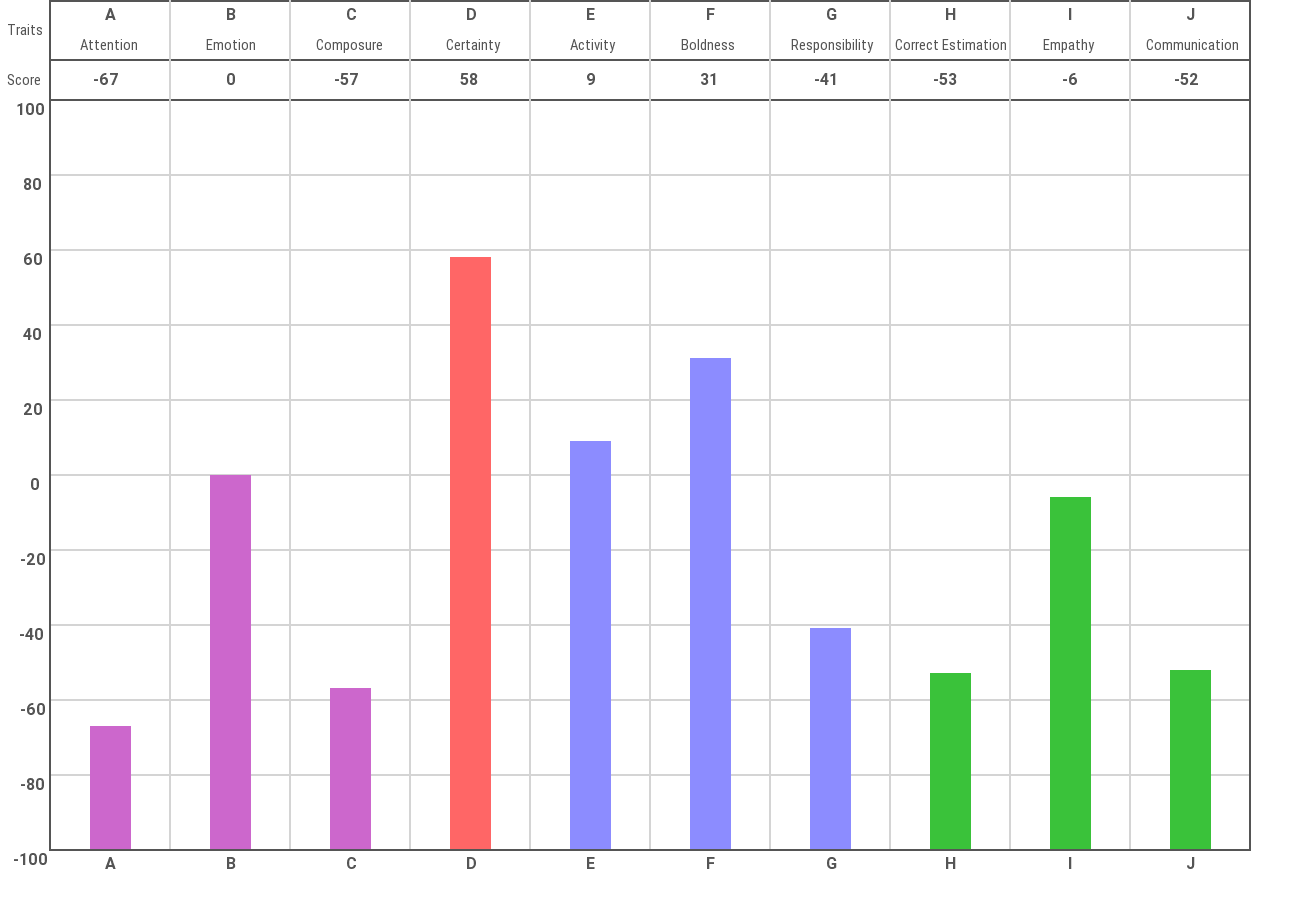 A B C D E F G H I J
Traits
Attention Emotion Composure Certainty Activity Boldness Responsibility Correct Estimation Empathy Communication
Score -67 0 -57 58 9 31 -41 -53 -6 -52
100
80
60
40
20
0
-20
-40
-60
-80
-100
A B C D E F G H I J